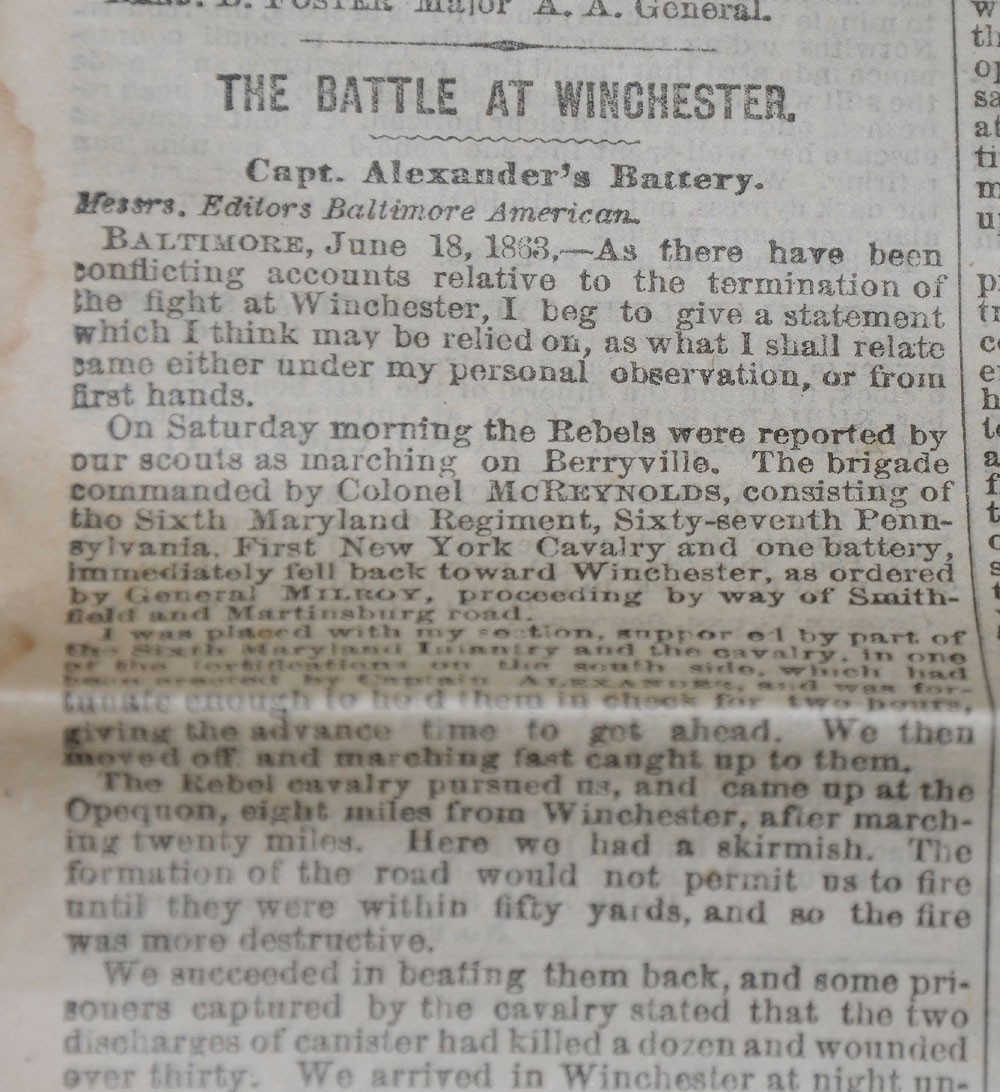 FOSTER Major A. A. General.
THE BATTLE AT WINCHESTER.
Capt. Alexander's Battery.
Messrs. Editors Baltimore American.
BALTIMORE, June 18, 1863.—As there have been
conflicting accounts relative to the termination of
the fight at Winchester, I beg to give a statement
which I think may be relied on, as what I shall relate
came either under my personal observation, or from
first hands.
On Saturday morning the Rebels were reported by
our scouts as marching on Berryville. The brigade
commanded by Colonel MCREYNOLDS, consisting of
the Sixth Maryland Regiment, Sixty-seventh Penn-
sylvania, First New York Cavalry and one battery,
immediately fell back toward Winchester, as ordered
by General MILROY, proceeding by way of Smith-
field and Martinsburg road.
I was placed with my section, suppor ed by part of
the Sixth Maryland Infantry and the cavalry, in one
of the fortifications on the south side, which had
been erected by Captain ALEXANDER, and was for-
tunate enough to ho d them in check for two hours,
giving the advance time to get ahead. We then
moved off, and marching fast caught up to them.
The Rebel cavalry pursued us, and came up at the
Opequon, eight miles from Winchester, after march-
ing twenty miles. Here we had a skirmish. The
formation of the road would not permit us to fire
until they were within fifty yards, and so the fire
was more destructive.
We succeeded in beating them back, and some pri-
soners captured by the cavalry stated that the two
discharges of canister had killed a dozen and wounded
over thirty. We arrived in Winchester at night un-